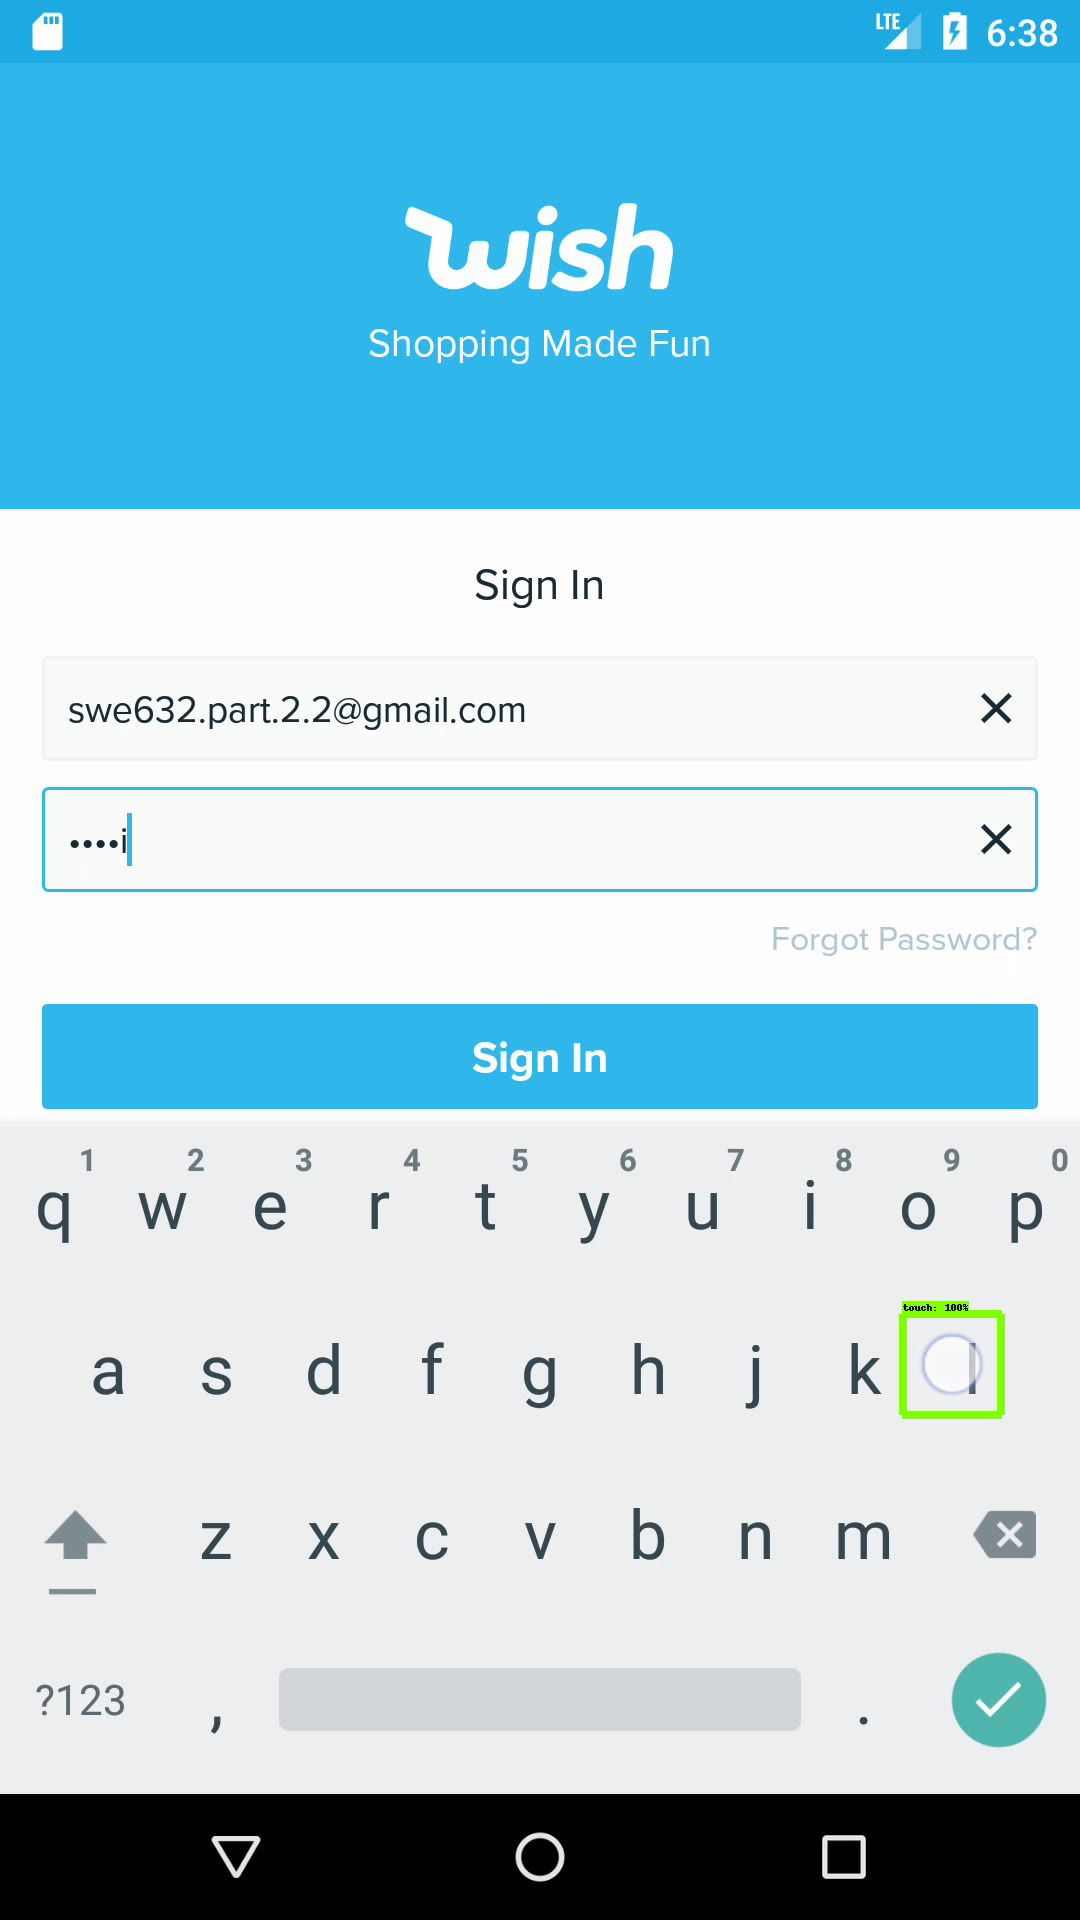 LTE 6:38
wish
Shopping Made Fun
Sign In
swe632.part.2.2@gmail.com
••••i
Forgot Password?
Sign In
1 2 3 4 5 6 7 8 9 0
q w e r t y u i o p
touch: 100%
a s d f g h j k l
z x c v b n m
?123 , .